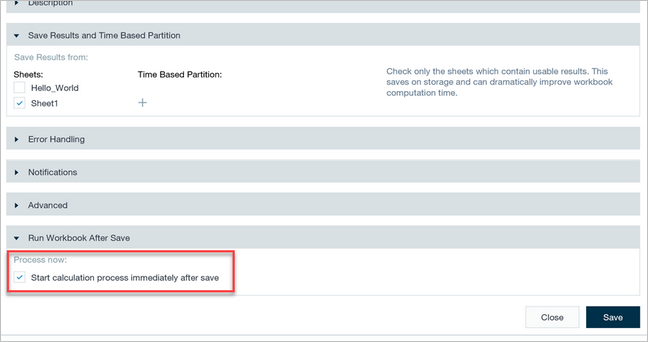 Description
Save Results and Time Based Partition
Save Results from:
Sheets:
Time Based Partition:
Hello_World
Sheet1
+
Check only the sheets which contain usable results. This
saves on storage and can dramatically improve workbook
computation time.
Error Handling
Notifications
Advanced
Run Workbook After Save
Process now:
Start calculation process immediately after save
Close
Save